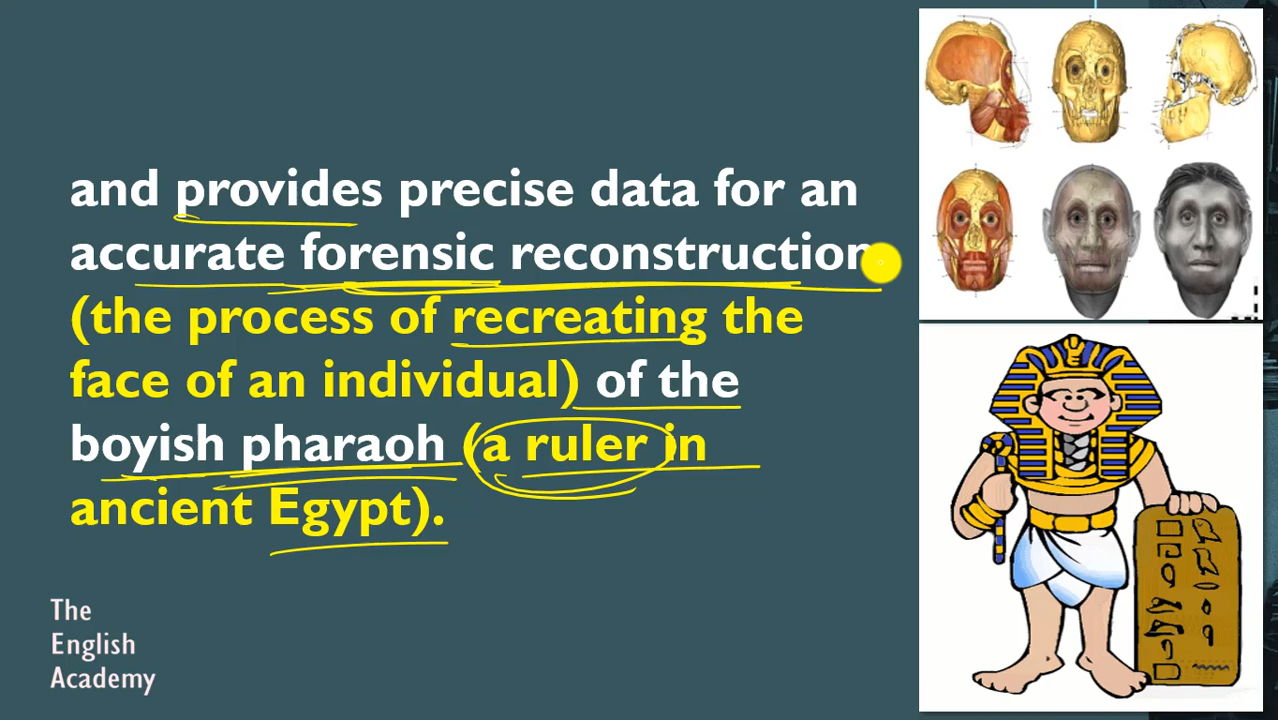 and provides precise data for an
accurate forensic reconstruction
(the process of recreating the
face of an individual) of the
boyish pharaoh (a ruler in
ancient Egypt).
The
English
Academy